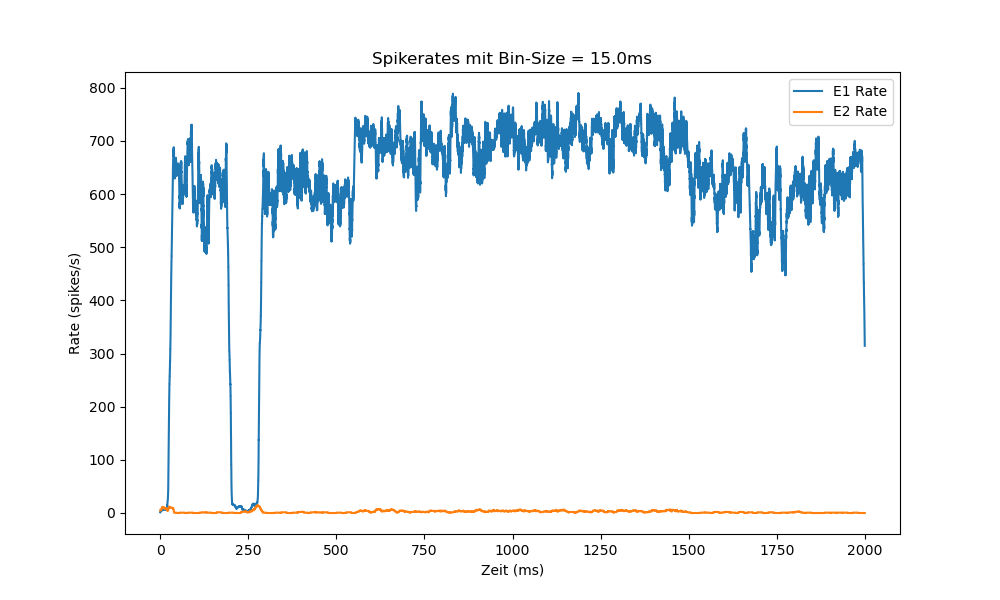 Spikerates mit Bin-Size = 15.0ms
E1 Rate
E2 Rate
800
700
600
500
400
300
200
100
0
Rate (spikes/s)
0 250 500 750 1000 1250 1500 1750 2000
Zeit (ms)